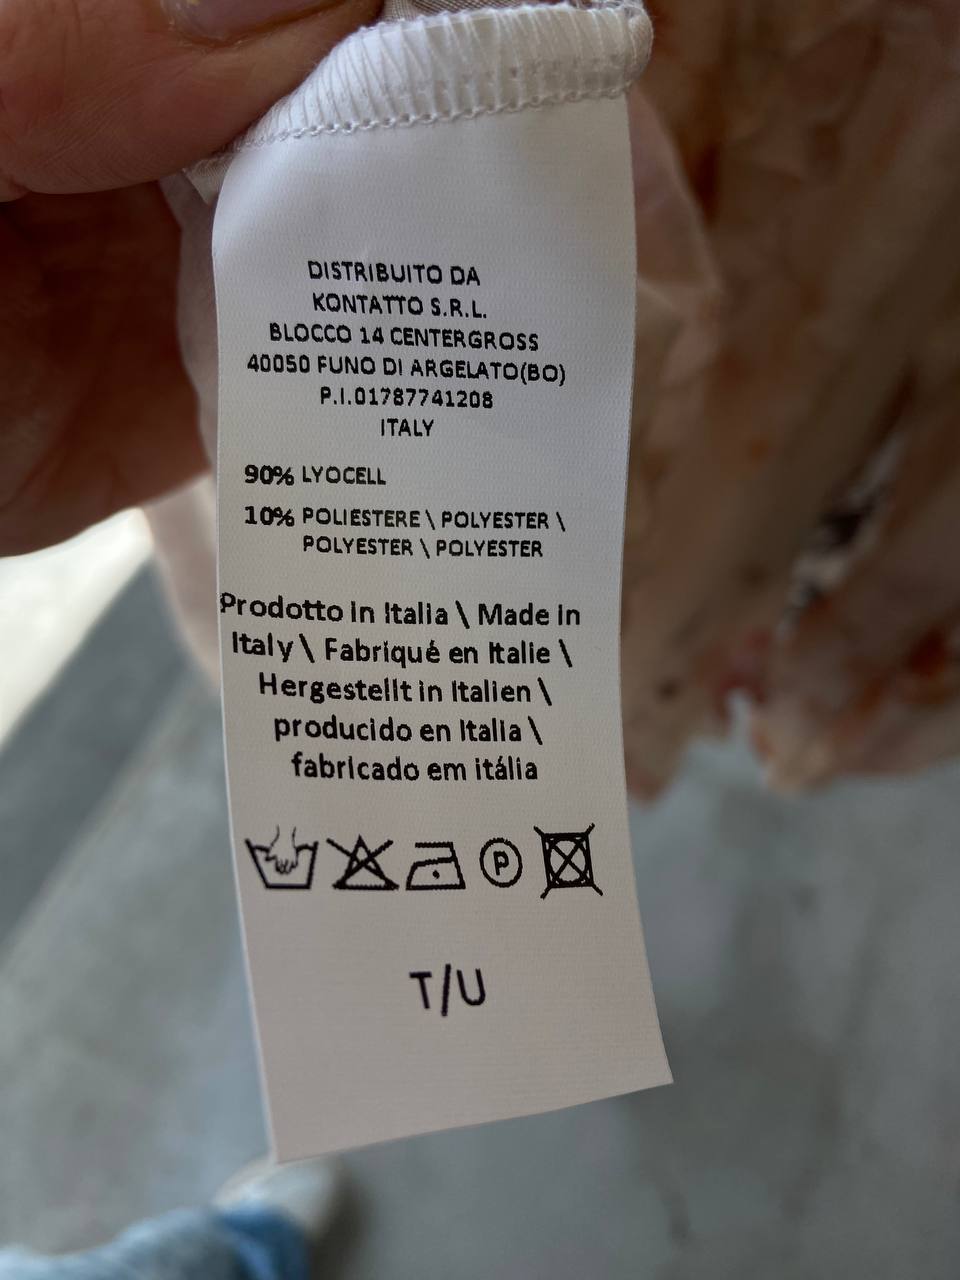 DISTRIBUITO DA
KONTATTO S.R.L.
BLOCCO 14 CENTERGROSS
40050 FUNO DI ARGELATO(BO)
P.I.01787741208
ITALY
90% LYOCELL
10% POLIESTERE \ POLYESTER \
POLYESTER \ POLYESTER
Prodotto in Italia \ Made in
Italy \ Fabriqué en Italie \
Hergestellt in Italien \
producido en Italia \
fabricado em itália
P
T/U